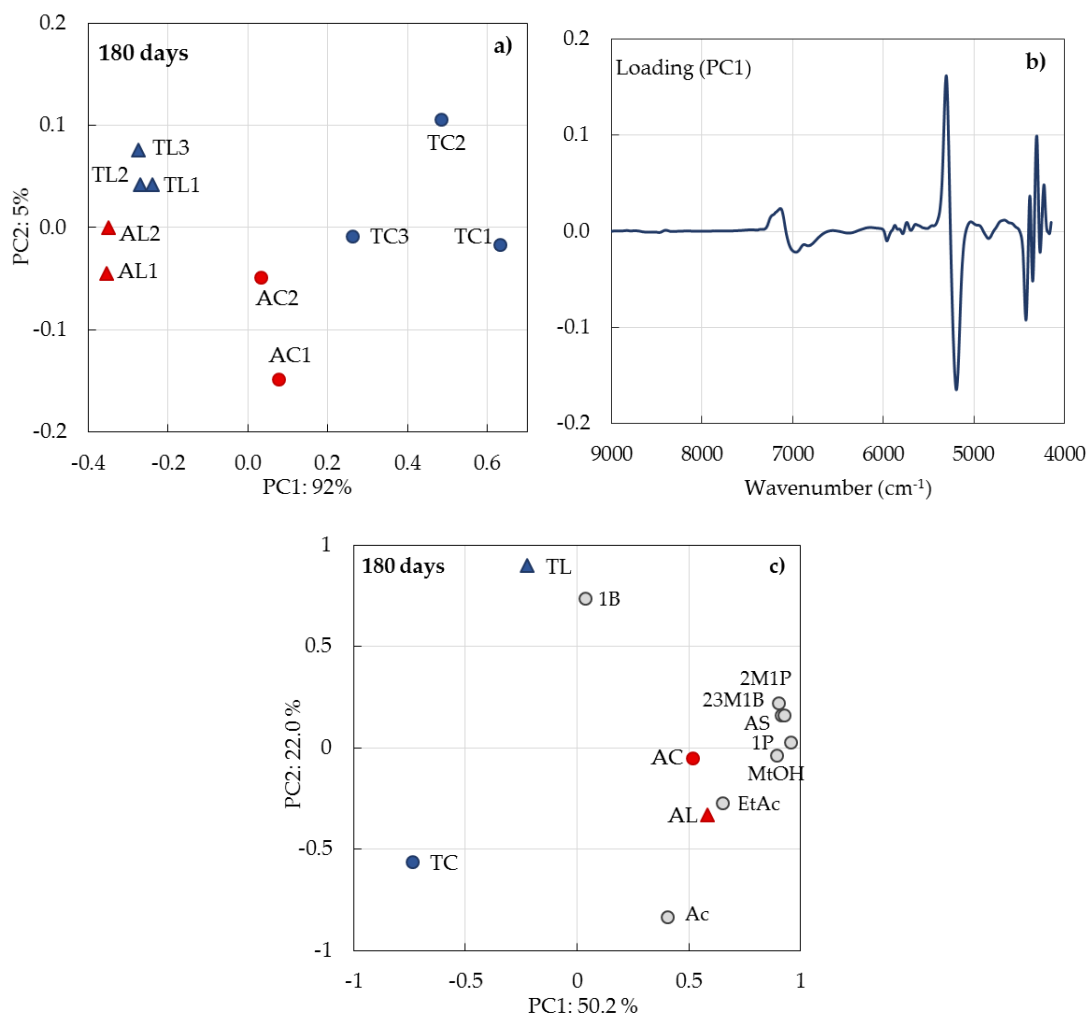 180 days
a)
0.2
0.1
0.0
-0.1
-0.2
PC2: 5%
TC2
TL3
TL2
TL1
AL2
TC3
TC1
AL1
AC2
AC1
-0.4
-0.2
0.0
0.2
0.4
0.6
PC1: 92%
Loading (PC1)
b)
0.2
0.1
0.0
-0.1
-0.2
9000
8000
7000
6000
5000
4000
Wavenumber (cm⁻¹)
180 days
c)
1
0.5
0
-0.5
-1
PC2: 22.0 %
TL
1B
2M1P
23M1B
AS
1P
AC
MtOH
EtAc
AL
TC
Ac
-1
-0.5
0
0.5
1
PC1: 50.2 %